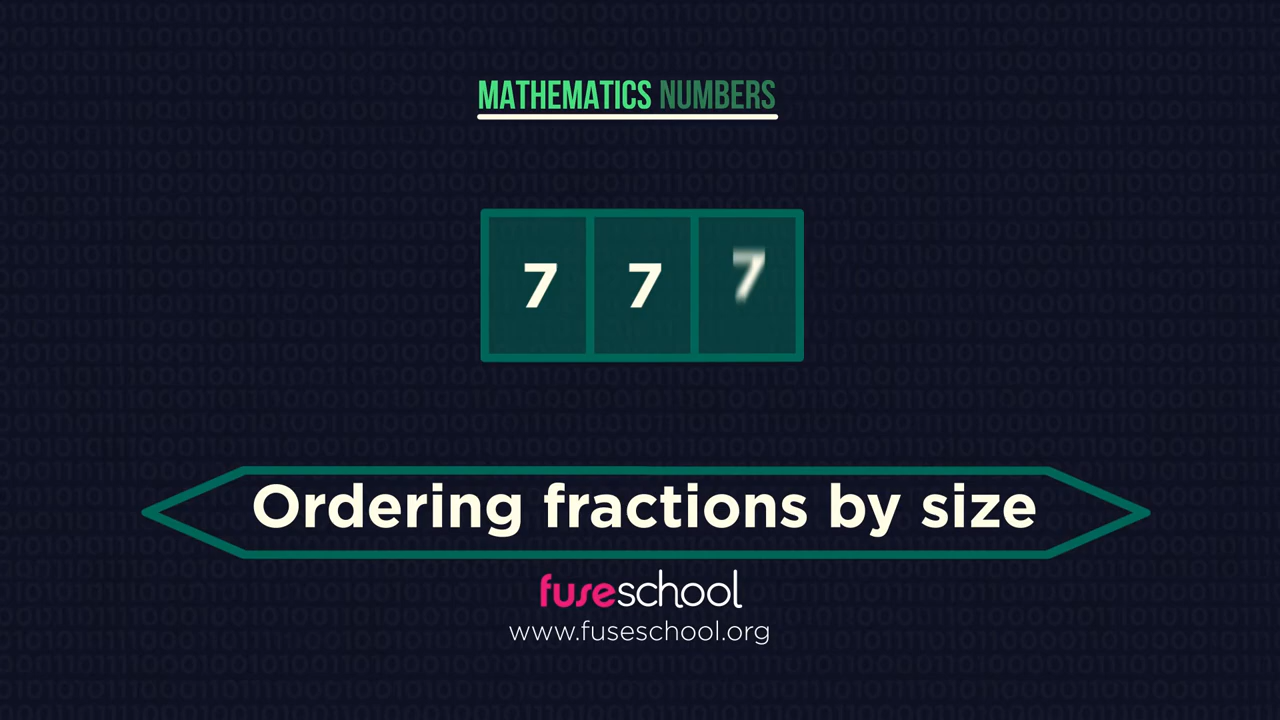 MATHEMATICS NUMBERS
7 7 7
Ordering fractions by size
fuseschool
www.fuseschool.org